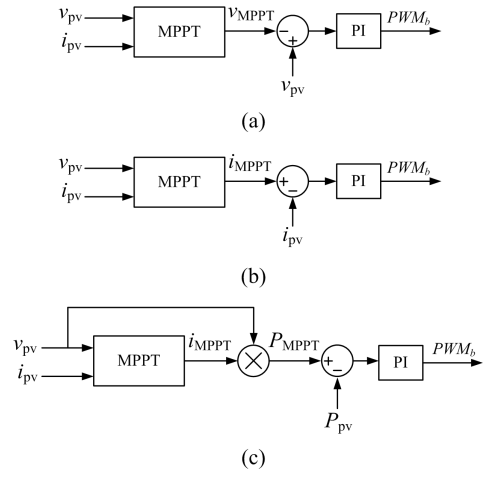 v_pv
i_pv
MPPT
v_MPPT
−
+
PI
PWM_b
v_pv
(a)
v_pv
i_pv
MPPT
i_MPPT
+
−
PI
PWM_b
i_pv
(b)
v_pv
i_pv
MPPT
i_MPPT
×
P_MPPT
+
−
PI
PWM_b
P_pv
(c)